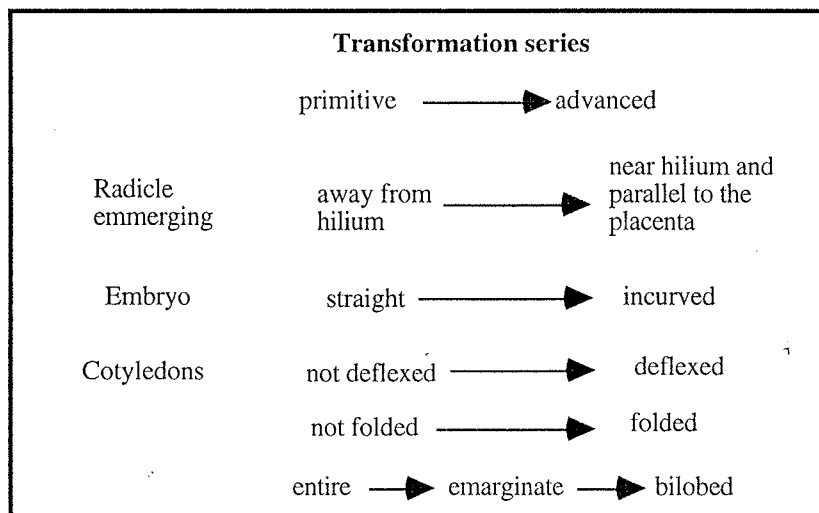 Transformation series
primitive advanced
Radicle emmerging away from hilium near hilium and parallel to the placenta
Embryo straight incurved
Cotyledons not deflexed deflexed
not folded folded
entire emarginate bilobed